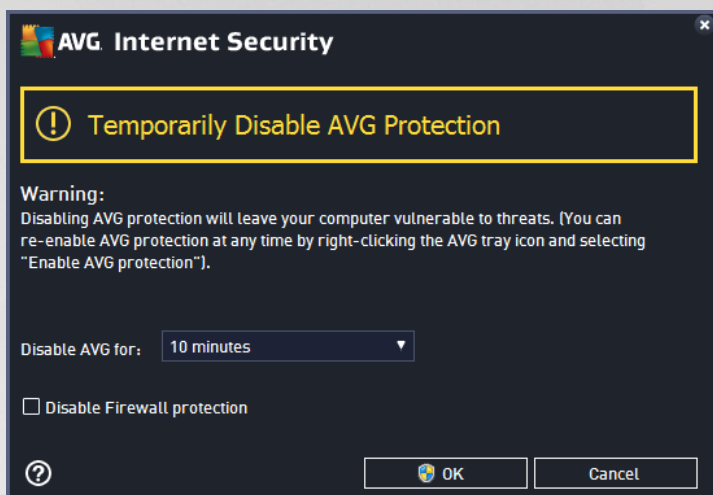 AVG. Internet Security
Temporarily Disable AVG Protection
Warning:
Disabling AVG protection will leave your computer vulnerable to threats. (You can
re-enable AVG protection at any time by right-clicking the AVG tray icon and selecting
"Enable AVG protection").
Disable AVG for: 10 minutes
Disable Firewall protection
OK Cancel